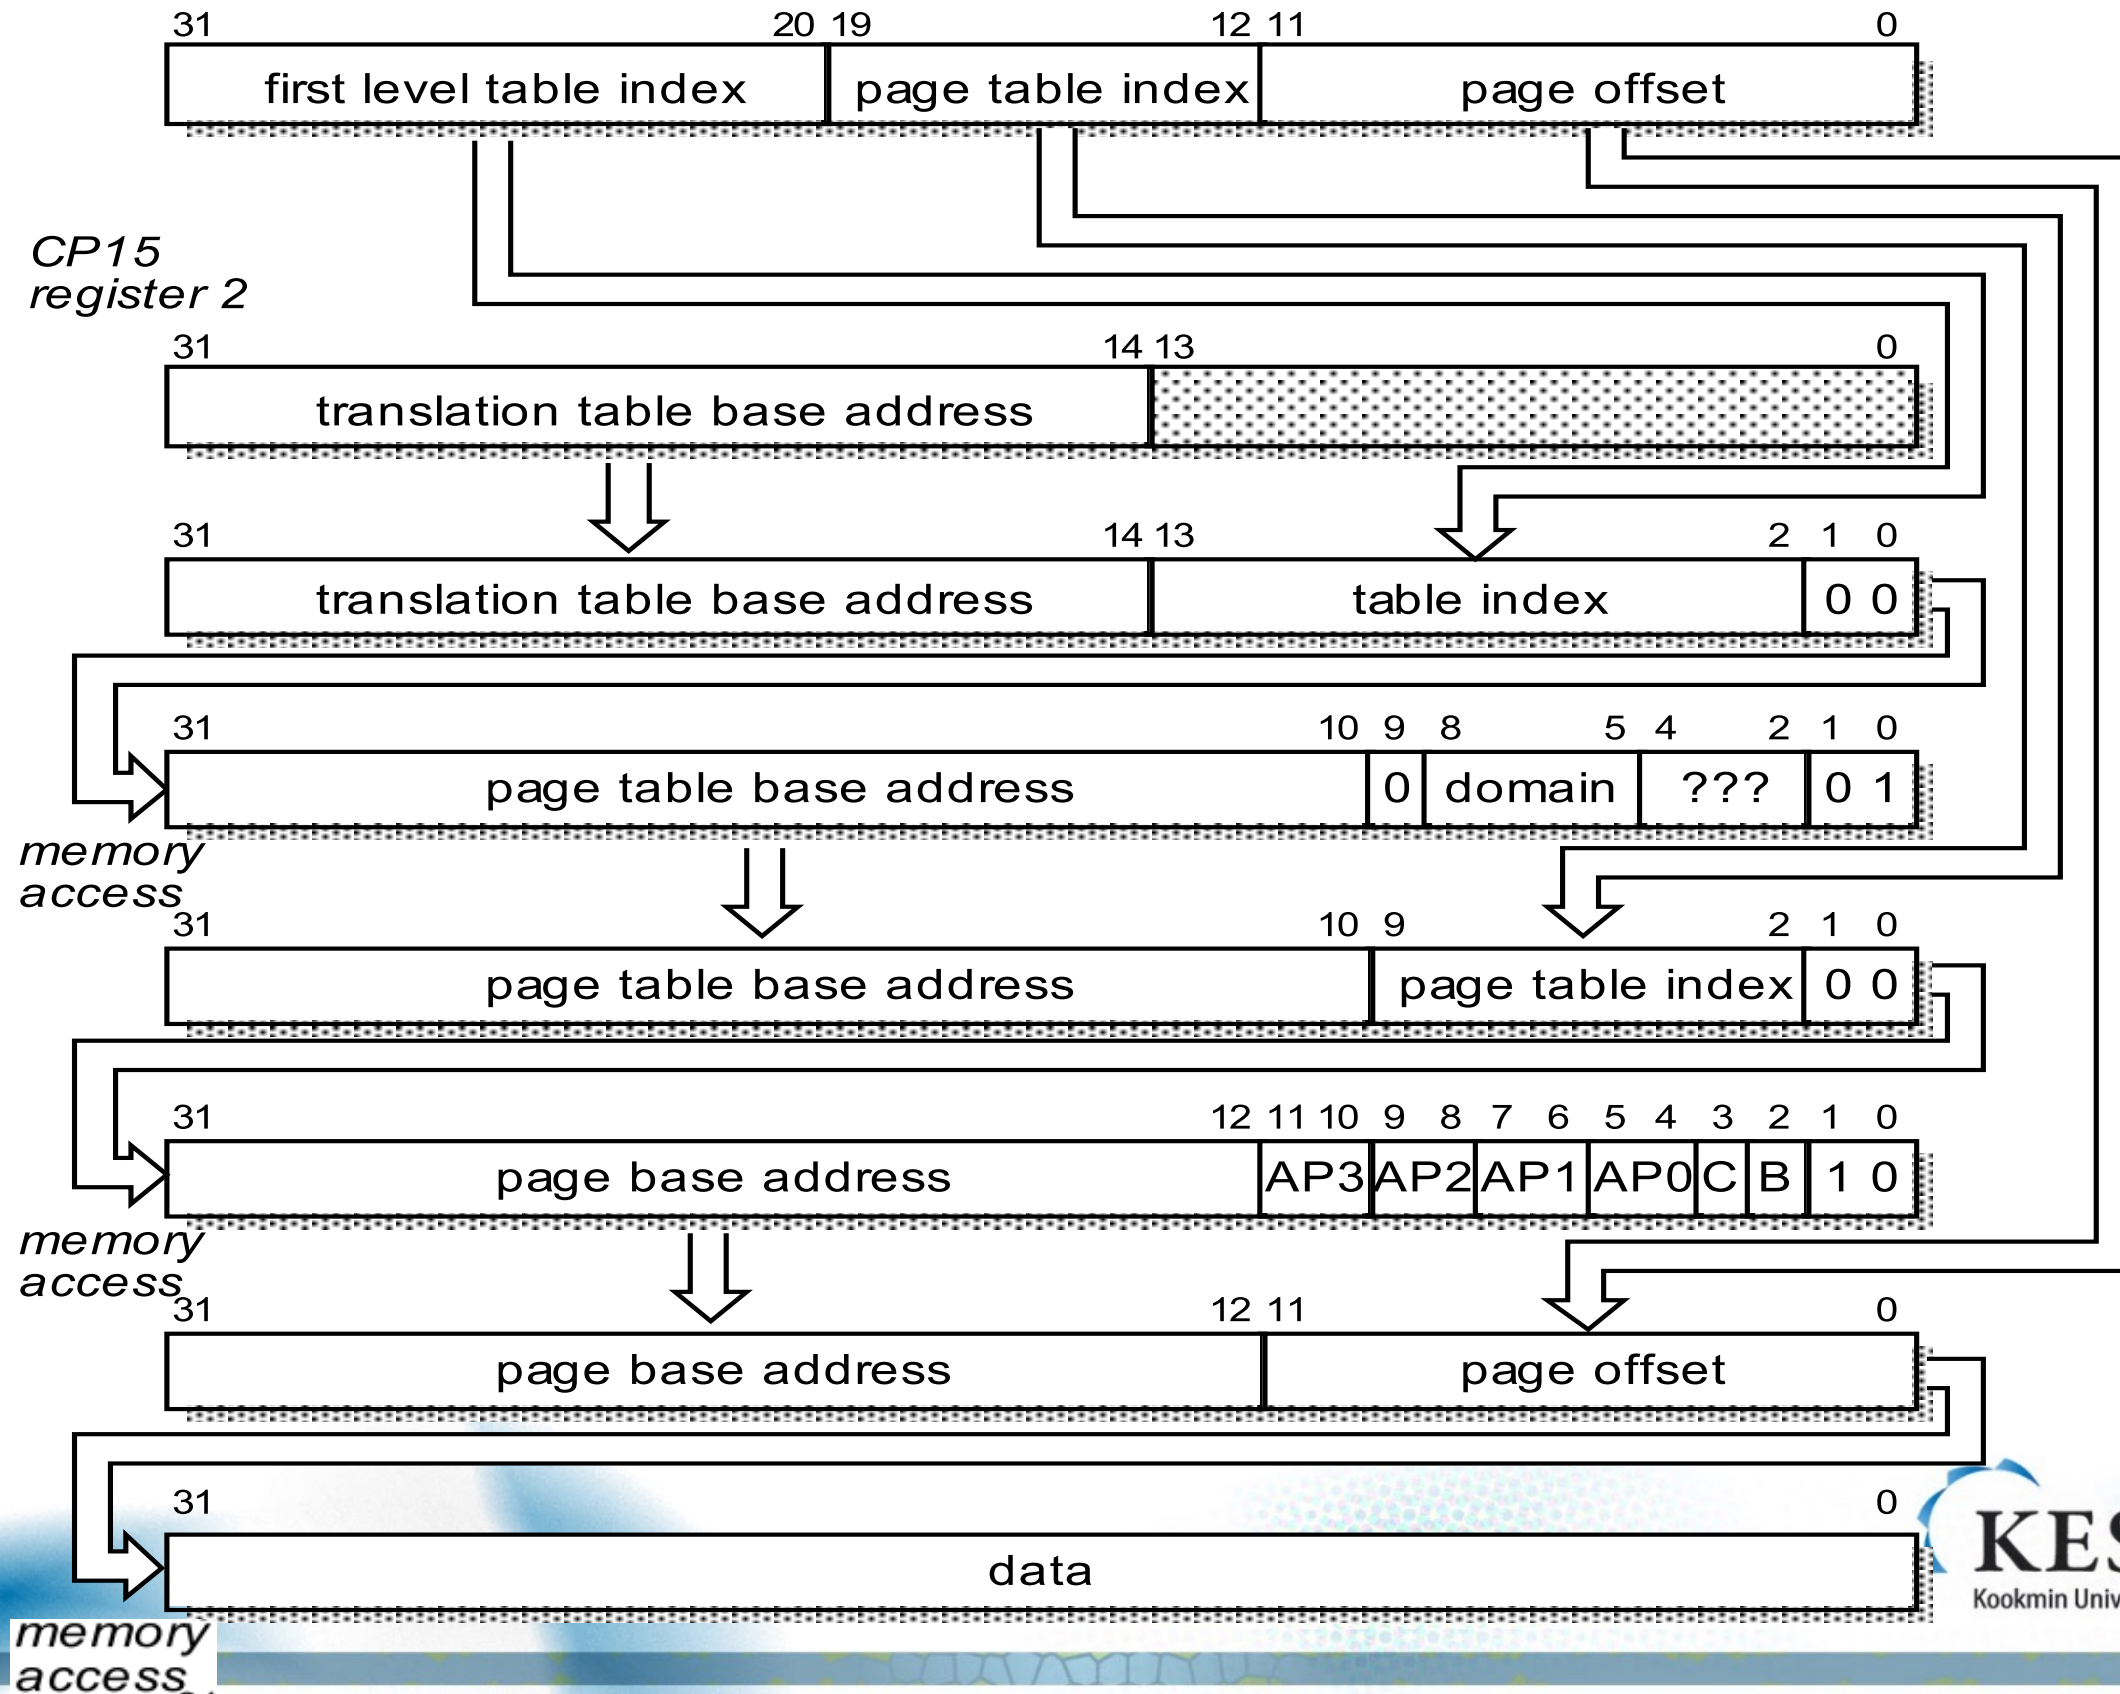 31 20 19 12 11 0
first level table index page table index page offset
CP15
register 2
31 14 13 0
translation table base address
31 14 13 2 1 0
translation table base address table index 0 0
31 10 9 8 5 4 2 1 0
page table base address 0 domain ??? 0 1
memory
access
31 10 9 2 1 0
page table base address page table index 0 0
31 12 11 10 9 8 7 6 5 4 3 2 1 0
page base address AP3 AP2 AP1 AP0 C B 1 0
memory
access
31 12 11 0
page base address page offset
31 0
data
KES
Kookmin Univ
memory
access